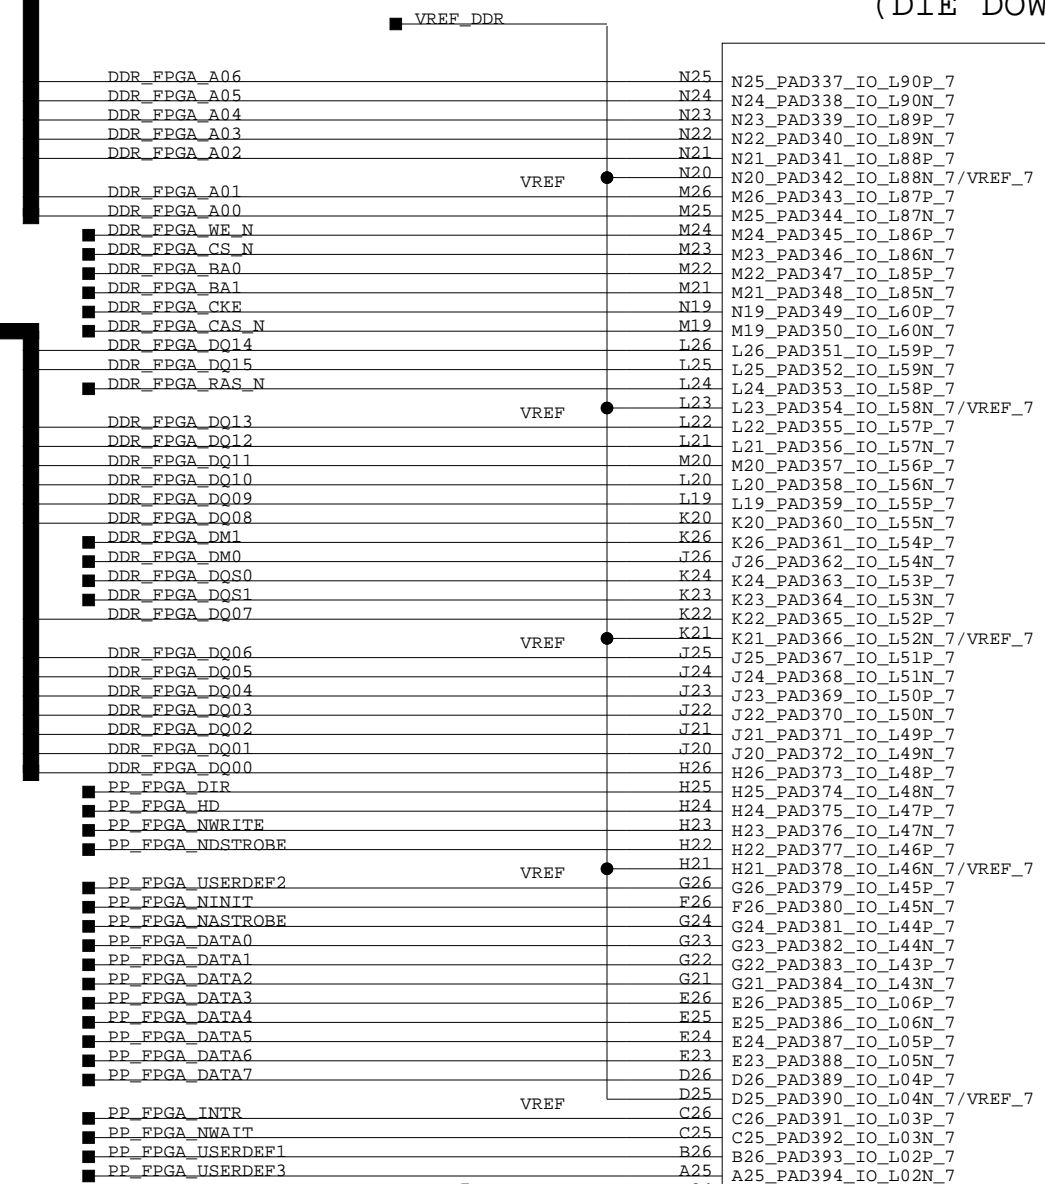 (DIE DOW
VREF_DDR
DDR_FPGA_A06 N25 N25_PAD337_IO_L90P_7
DDR_FPGA_A05 N24 N24_PAD338_IO_L90N_7
DDR_FPGA_A04 N23 N23_PAD339_IO_L89P_7
DDR_FPGA_A03 N22 N22_PAD340_IO_L89N_7
DDR_FPGA_A02 N21 N21_PAD341_IO_L88P_7
VREF N20 N20_PAD342_IO_L88N_7/VREF_7
DDR_FPGA_A01 M26 M26_PAD343_IO_L87P_7
DDR_FPGA_A00 M25 M25_PAD344_IO_L87N_7
DDR_FPGA_WE_N M24 M24_PAD345_IO_L86P_7
DDR_FPGA_CS_N M23 M23_PAD346_IO_L86N_7
DDR_FPGA_BA0 M22 M22_PAD347_IO_L85P_7
DDR_FPGA_BA1 M21 M21_PAD348_IO_L85N_7
DDR_FPGA_CKE N19 N19_PAD349_IO_L60P_7
DDR_FPGA_CAS_N M19 M19_PAD350_IO_L60N_7
DDR_FPGA_DQ14 L26 L26_PAD351_IO_L59P_7
DDR_FPGA_DQ15 L25 L25_PAD352_IO_L59N_7
DDR_FPGA_RAS_N L24 L24_PAD353_IO_L58P_7
VREF L23 L23_PAD354_IO_L58N_7/VREF_7
DDR_FPGA_DQ13 L22 L22_PAD355_IO_L57P_7
DDR_FPGA_DQ12 L21 L21_PAD356_IO_L57N_7
DDR_FPGA_DQ11 M20 M20_PAD357_IO_L56P_7
DDR_FPGA_DQ10 L20 L20_PAD358_IO_L56N_7
DDR_FPGA_DQ09 L19 L19_PAD359_IO_L55P_7
DDR_FPGA_DQ08 K20 K20_PAD360_IO_L55N_7
DDR_FPGA_DM1 K26 K26_PAD361_IO_L54P_7
DDR_FPGA_DM0 J26 J26_PAD362_IO_L54N_7
DDR_FPGA_DQS0 K24 K24_PAD363_IO_L53P_7
DDR_FPGA_DQS1 K23 K23_PAD364_IO_L53N_7
DDR_FPGA_DQ07 K22 K22_PAD365_IO_L52P_7
VREF K21 K21_PAD366_IO_L52N_7/VREF_7
DDR_FPGA_DQ06 J25 J25_PAD367_IO_L51P_7
DDR_FPGA_DQ05 J24 J24_PAD368_IO_L51N_7
DDR_FPGA_DQ04 J23 J23_PAD369_IO_L50P_7
DDR_FPGA_DQ03 J22 J22_PAD370_IO_L50N_7
DDR_FPGA_DQ02 J21 J21_PAD371_IO_L49P_7
DDR_FPGA_DQ01 J20 J20_PAD372_IO_L49N_7
DDR_FPGA_DQ00 H26 H26_PAD373_IO_L48P_7
PP_FPGA_DIR H25 H25_PAD374_IO_L48N_7
PP_FPGA_HD H24 H24_PAD375_IO_L47P_7
PP_FPGA_NWRITE H23 H23_PAD376_IO_L47N_7
PP_FPGA_NDSTROBE H22 H22_PAD377_IO_L46P_7
VREF H21 H21_PAD378_IO_L46N_7/VREF_7
PP_FPGA_USERDEF2 G26 G26_PAD379_IO_L45P_7
PP_FPGA_NINIT F26 F26_PAD380_IO_L45N_7
PP_FPGA_NASTROBE G24 G24_PAD381_IO_L44P_7
PP_FPGA_DATA0 G23 G23_PAD382_IO_L44N_7
PP_FPGA_DATA1 G22 G22_PAD383_IO_L43P_7
PP_FPGA_DATA2 G21 G21_PAD384_IO_L43N_7
PP_FPGA_DATA3 E26 E26_PAD385_IO_L06P_7
PP_FPGA_DATA4 E25 E25_PAD386_IO_L06N_7
PP_FPGA_DATA5 E24 E24_PAD387_IO_L05P_7
PP_FPGA_DATA6 E23 E23_PAD388_IO_L05N_7
PP_FPGA_DATA7 D26 D26_PAD389_IO_L04P_7
VREF D25 D25_PAD390_IO_L04N_7/VREF_7
PP_FPGA_INTR C26 C26_PAD391_IO_L03P_7
PP_FPGA_NWAIT C25 C25_PAD392_IO_L03N_7
PP_FPGA_USERDEF1 B26 B26_PAD393_IO_L02P_7
PP_FPGA_USERDEF3 A25 A25_PAD394_IO_L02N_7